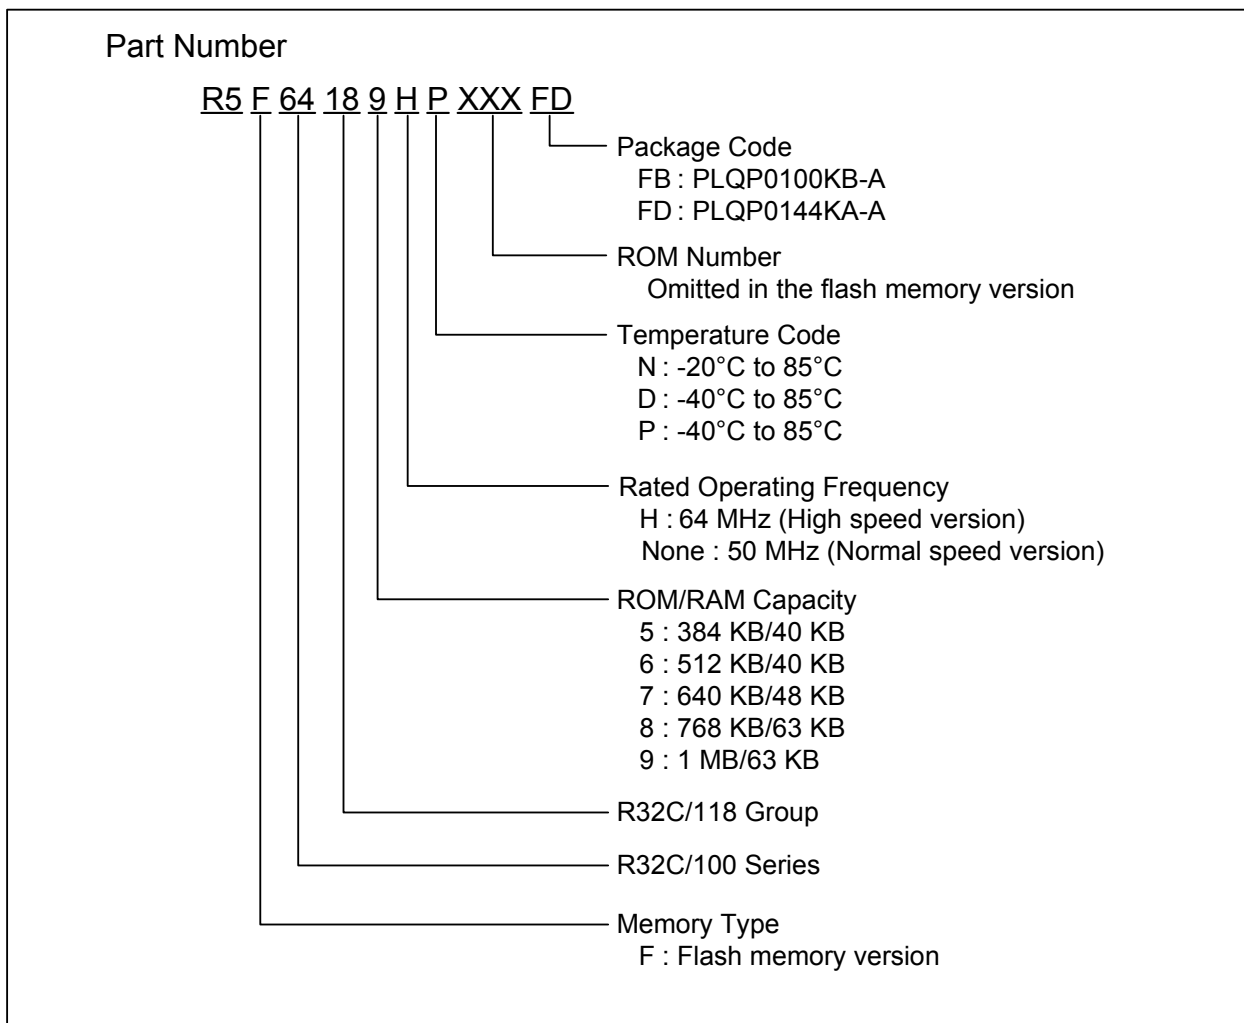 Part Number
R5 F 64 18 9 H P XXX FD
Package Code
FB : PLQP0100KB-A
FD : PLQP0144KA-A
ROM Number
Omitted in the flash memory version
Temperature Code
N : -20°C to 85°C
D : -40°C to 85°C
P : -40°C to 85°C
Rated Operating Frequency
H : 64 MHz (High speed version)
None : 50 MHz (Normal speed version)
ROM/RAM Capacity
5 : 384 KB/40 KB
6 : 512 KB/40 KB
7 : 640 KB/48 KB
8 : 768 KB/63 KB
9 : 1 MB/63 KB
R32C/118 Group
R32C/100 Series
Memory Type
F : Flash memory version